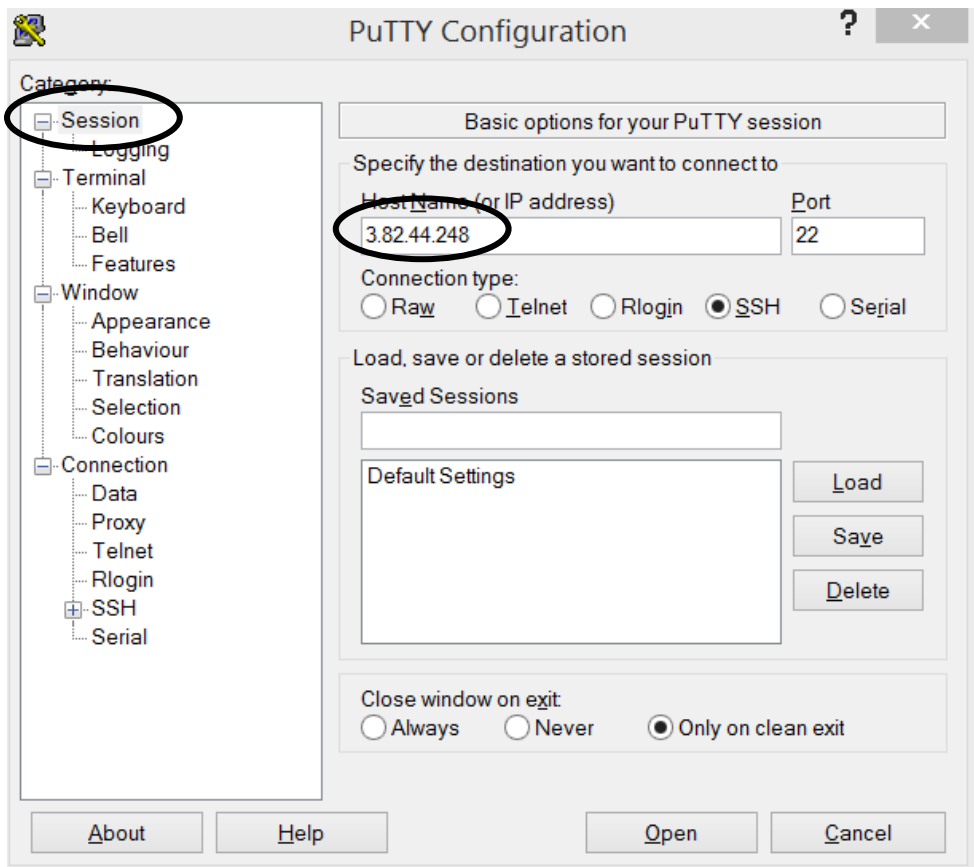 PuTTY Configuration ?
Category:
Session
Logging
Terminal
Keyboard
Bell
Features
Window
Appearance
Behaviour
Translation
Selection
Colours
Connection
Data
Proxy
Telnet
Rlogin
SSH
Serial
Basic options for your PuTTY session
Specify the destination you want to connect to
Host Name (or IP address) Port
3.82.44.248 22
Connection type:
Raw Telnet Rlogin SSH Serial
Load, save or delete a stored session
Saved Sessions
Default Settings
Load
Save
Delete
Close window on exit:
Always Never Only on clean exit
About Help Open Cancel